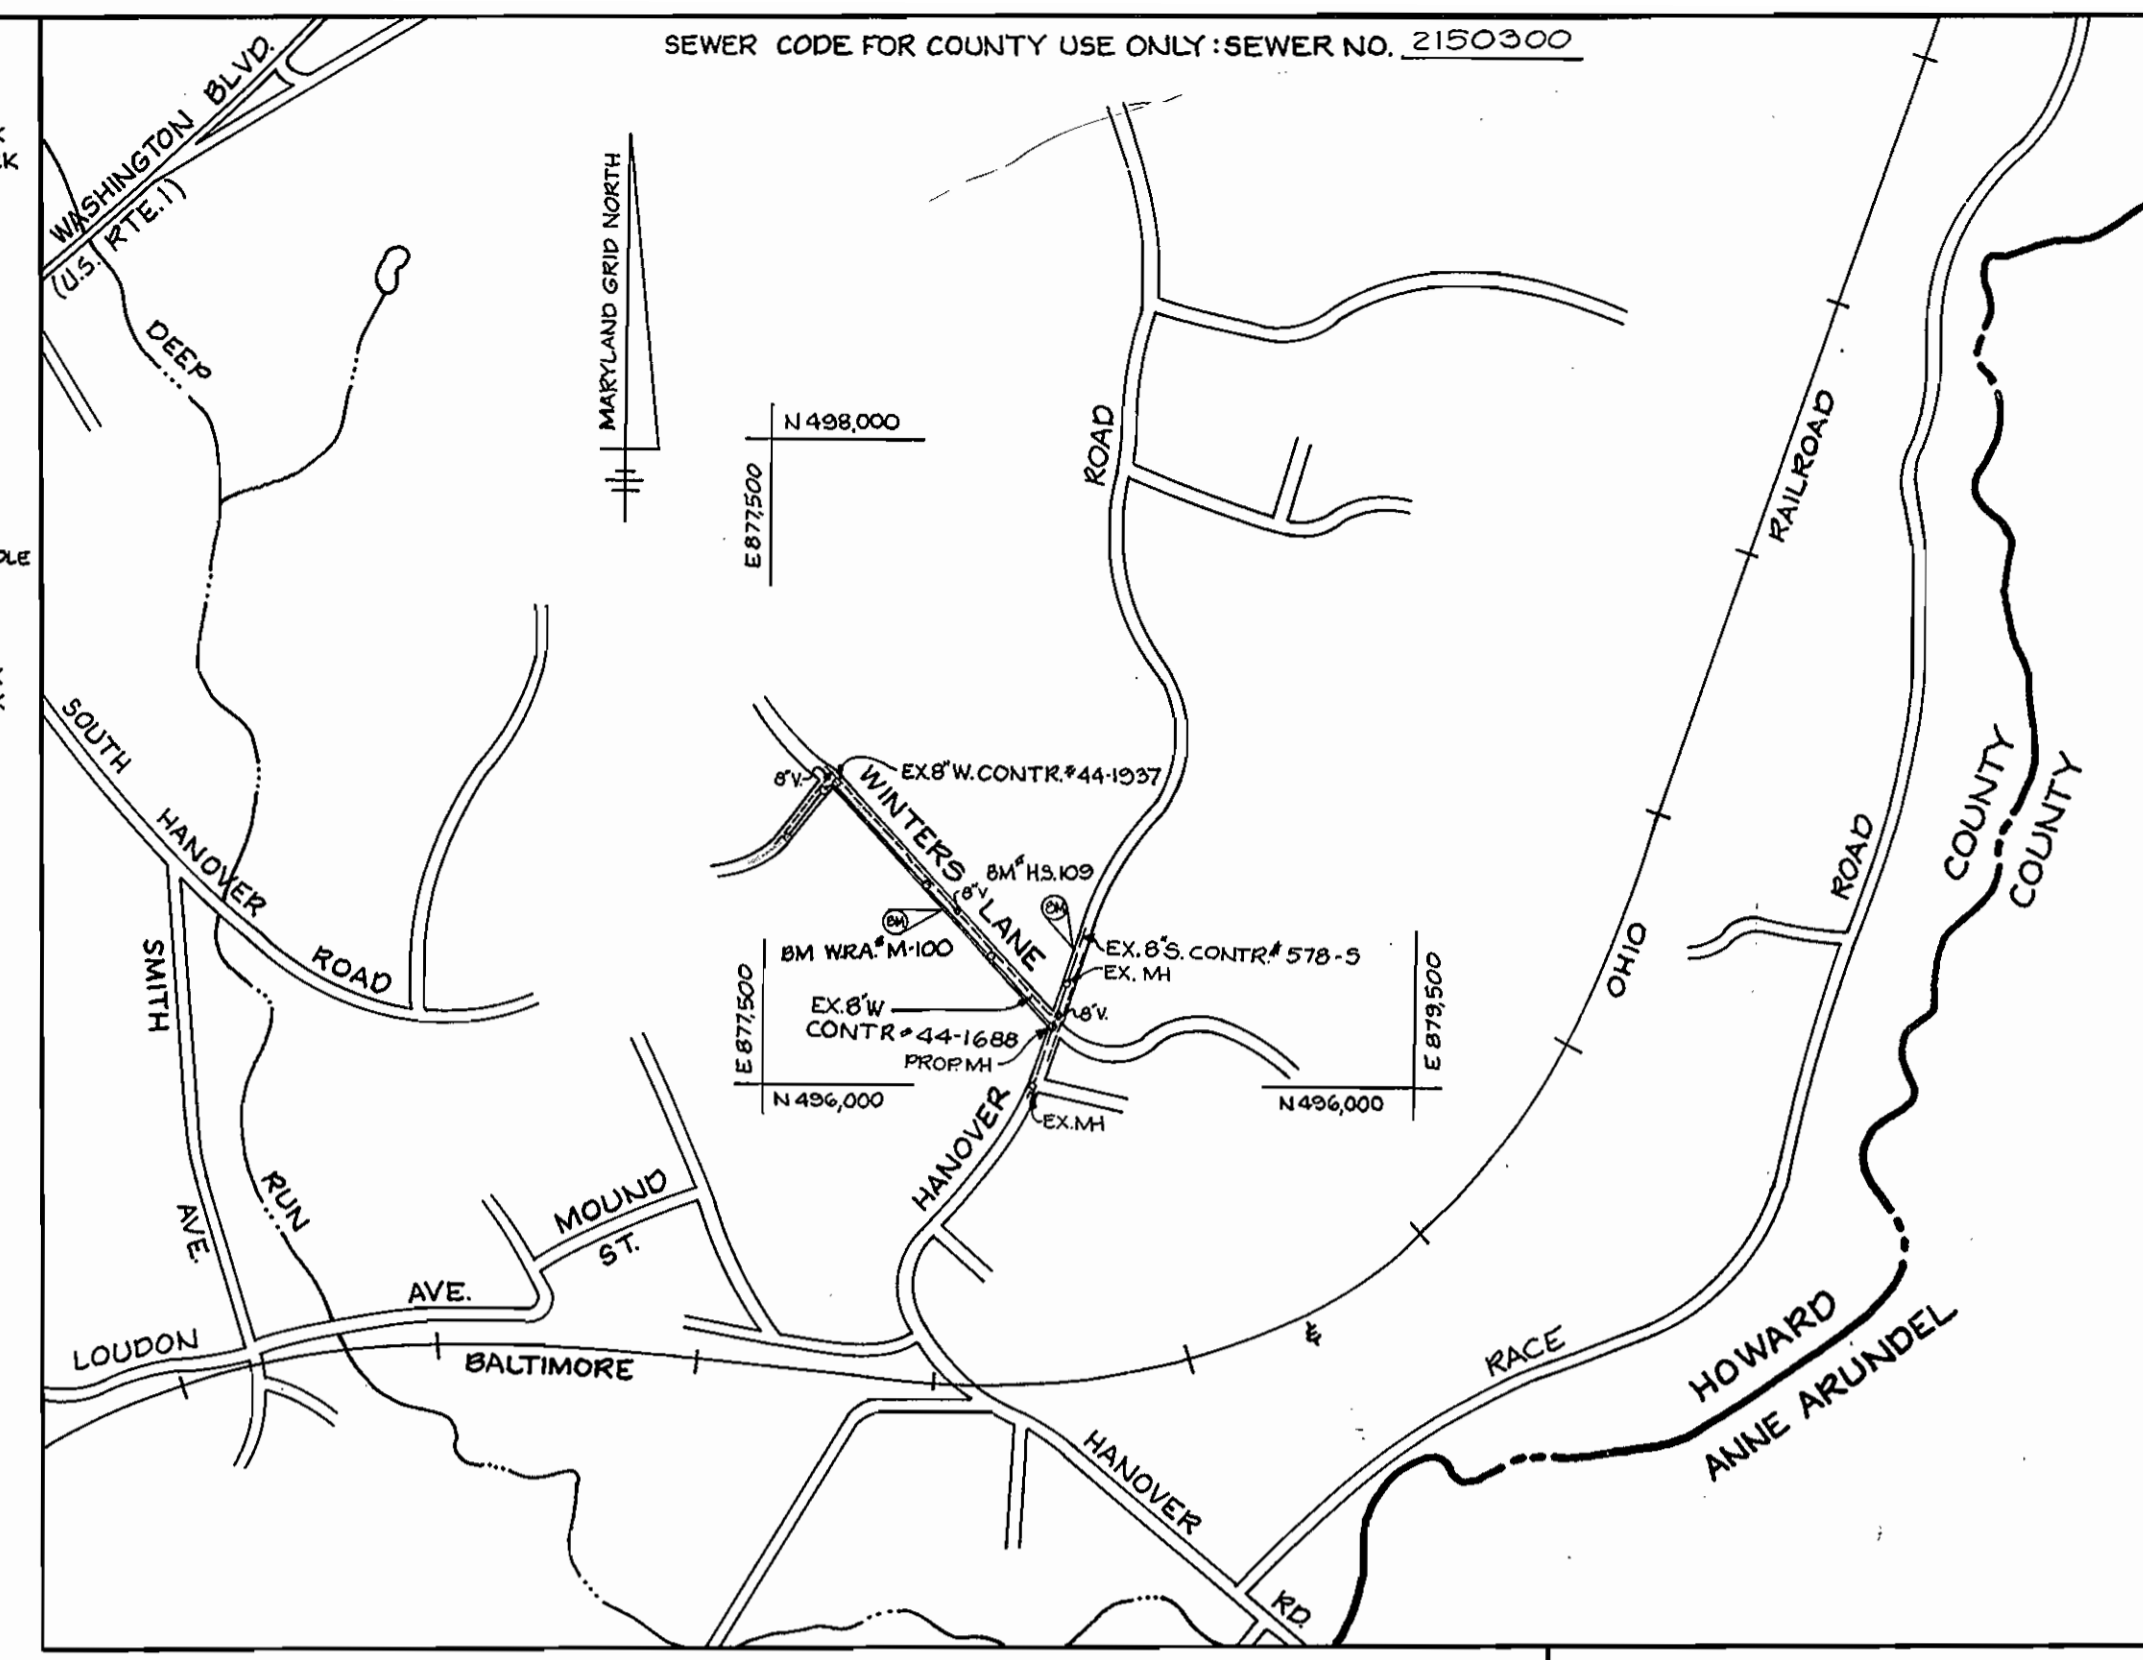 SEWER CODE FOR COUNTY USE ONLY: SEWER NO. 2150300
WASHINGTON BLVD.
(U.S. RTE. 1)
MARYLAND GRID NORTH
DEEP
N 498,000
E 877,500
ROAD
RAILROAD
SOUTH
HANOVER
ROAD
8"V.
EX.8"W. CONTR.#44-1937
WINTERS
LANE
8"V.
BM
BM#H.S.109
BM
BM W.R.A.#M-100
EX. 8"S. CONTR.# 578-S
EX. MH
EX.8"W
CONTR#44-1688
8"V.
PROP. MH
E 877,500
N 496,000
E 879,500
N 496,000
EX.MH
HANOVER
OHIO
ROAD
COUNTY
COUNTY
SMITH
AVE.
RUN
MOUND
ST.
AVE.
LOUDON
BALTIMORE
&
RACE
HOWARD
ANNE ARUNDEL
HANOVER
RD.